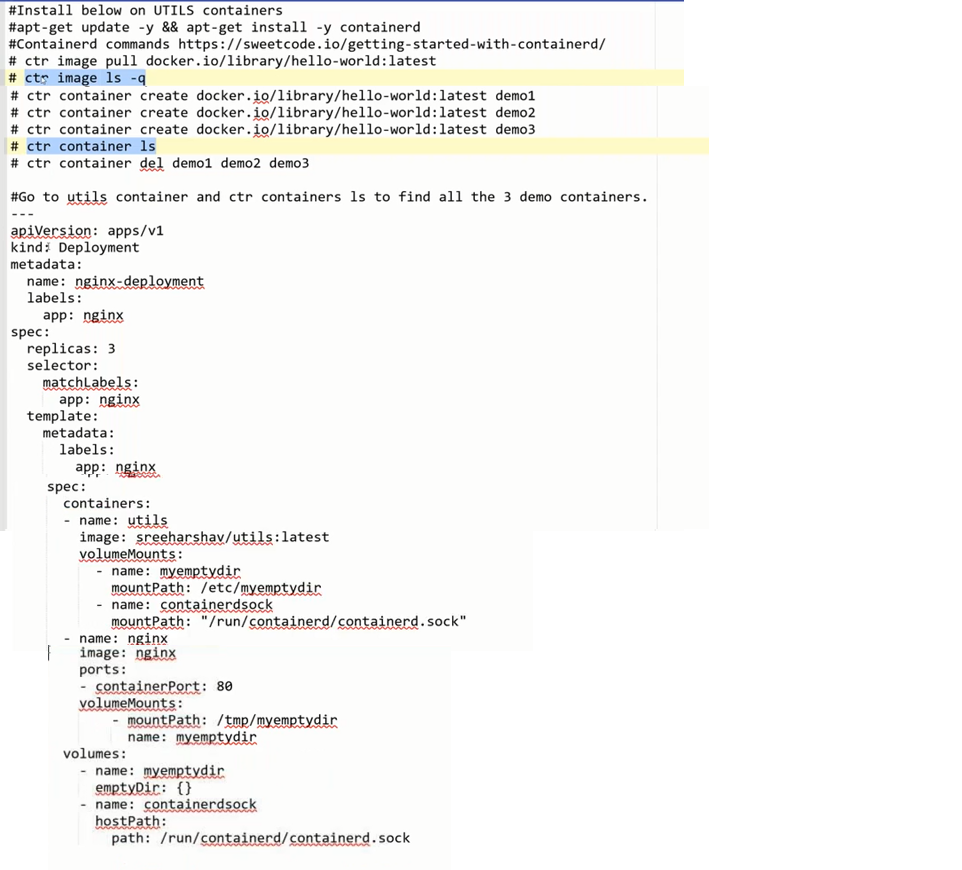 #Install below on UTILS containers
#apt-get update -y && apt-get install -y containerd
#Containerd commands https://sweetcode.io/getting-started-with-containerd/
# ctr image pull docker.io/library/hello-world:latest
# ctr image ls -q
# ctr container create docker.io/library/hello-world:latest demo1
# ctr container create docker.io/library/hello-world:latest demo2
# ctr container create docker.io/library/hello-world:latest demo3
# ctr container ls
# ctr container del demo1 demo2 demo3

#Go to utils container and ctr containers ls to find all the 3 demo containers.
---
apiVersion: apps/v1
kind: Deployment
metadata:
  name: nginx-deployment
  labels:
    app: nginx
spec:
  replicas: 3
  selector:
    matchLabels:
      app: nginx
  template:
    metadata:
      labels:
        app: nginx
    spec:
      containers:
      - name: utils
        image: sreeharshav/utils:latest
        volumeMounts:
          - name: myemptydir
            mountPath: /etc/myemptydir
          - name: containerdsock
            mountPath: "/run/containerd/containerd.sock"
      - name: nginx
        image: nginx
        ports:
        - containerPort: 80
        volumeMounts:
            - mountPath: /tmp/myemptydir
              name: myemptydir
      volumes:
        - name: myemptydir
          emptyDir: {}
        - name: containerdsock
          hostPath:
            path: /run/containerd/containerd.sock